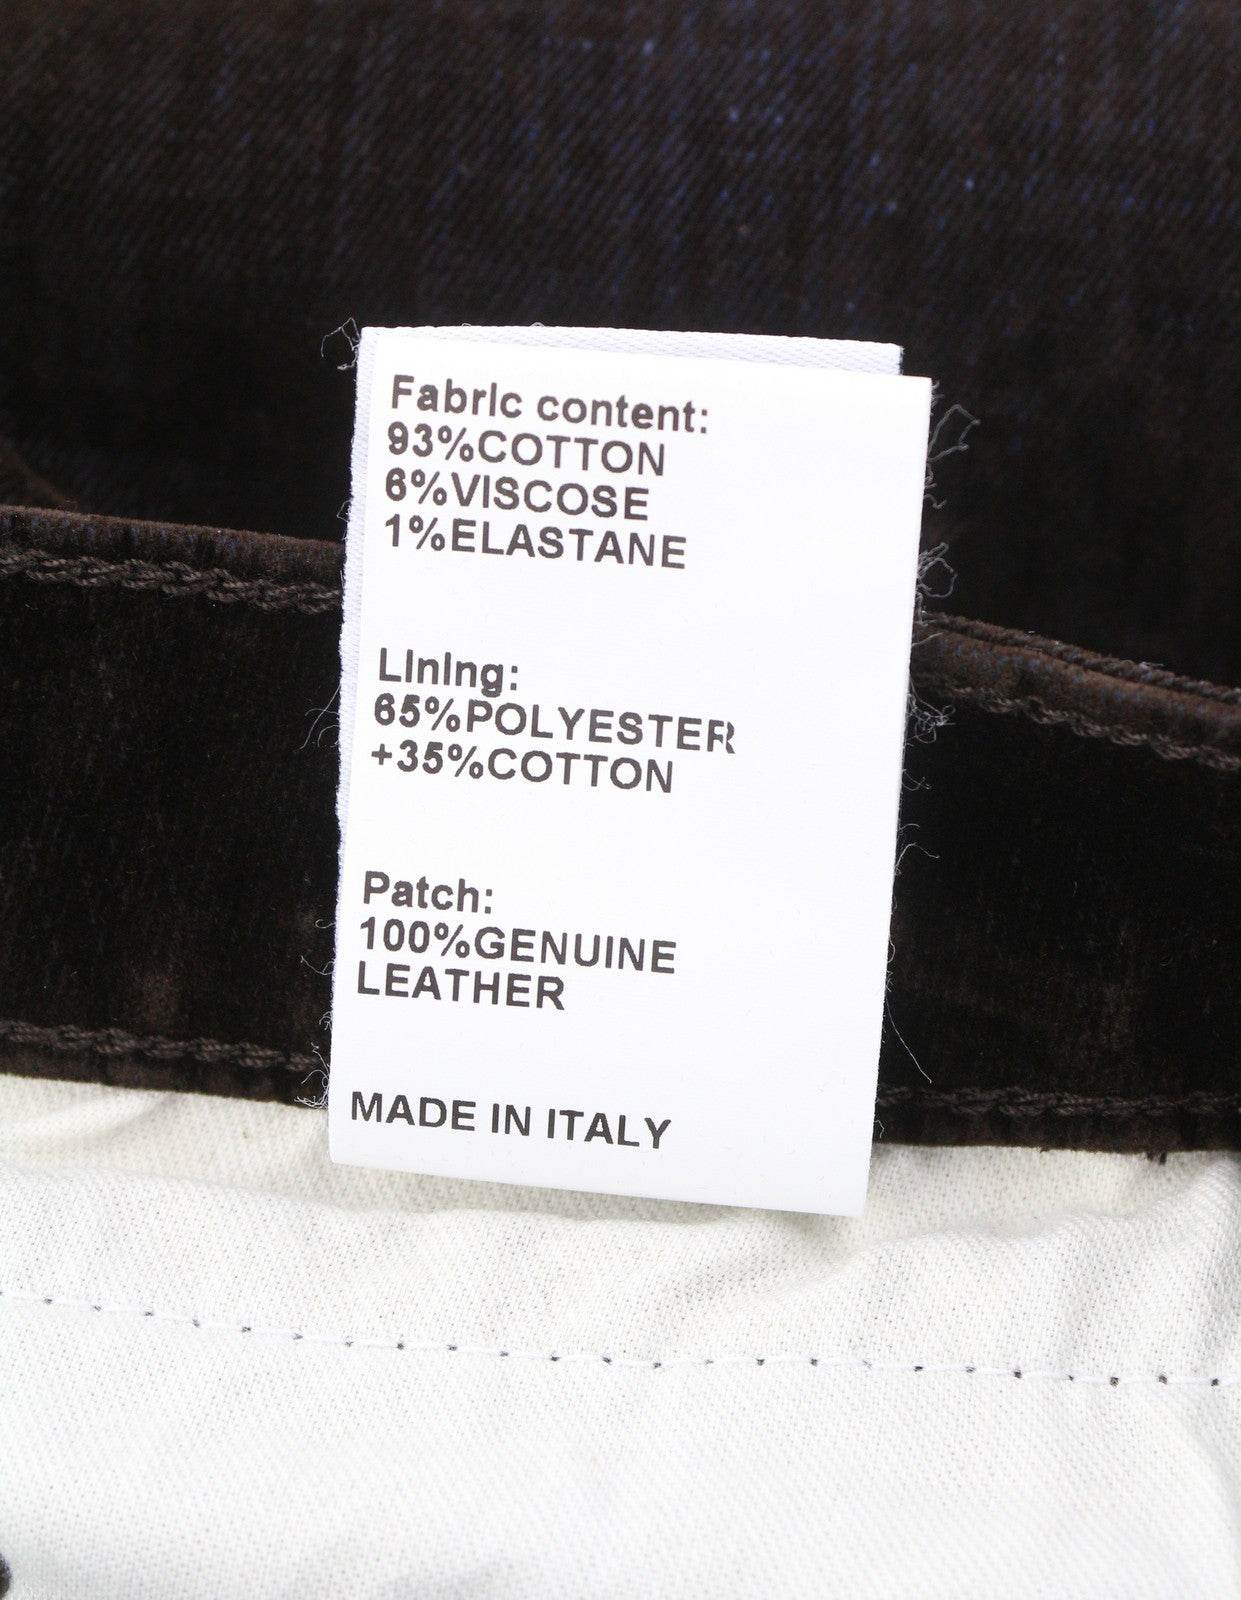 Fabric content:
93%COTTON
6%VISCOSE
1%ELASTANE
Lining:
65%POLYESTER
+35%COTTON
Patch:
100%GENUINE
LEATHER
MADE IN ITALY